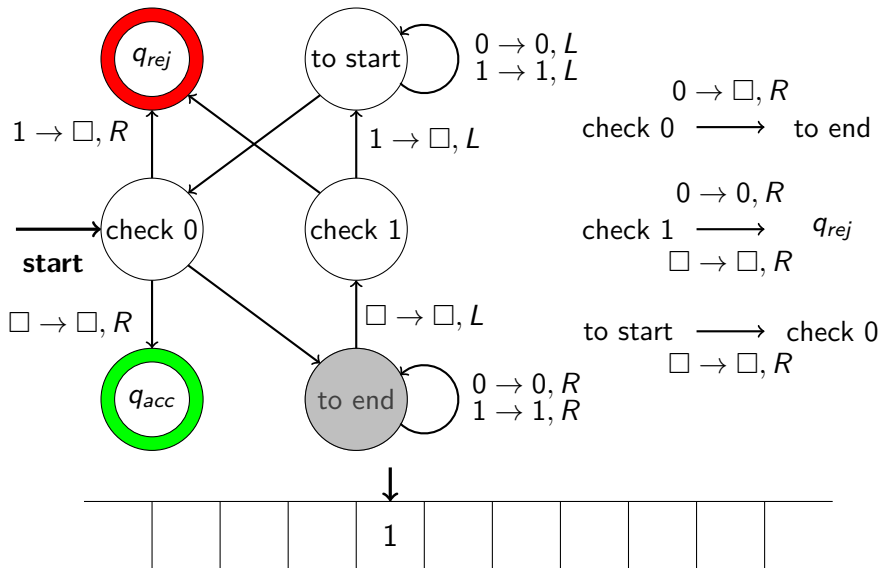 q_rej
to start
0 → 0, L
1 → 1, L
0 → □, R
check 0 → to end
1 → □, R
1 → □, L
0 → 0, R
check 1 → q_rej
□ → □, R
start
check 0
check 1
□ → □, R
□ → □, L
to start → check 0
□ → □, R
q_acc
to end
0 → 0, R
1 → 1, R
1